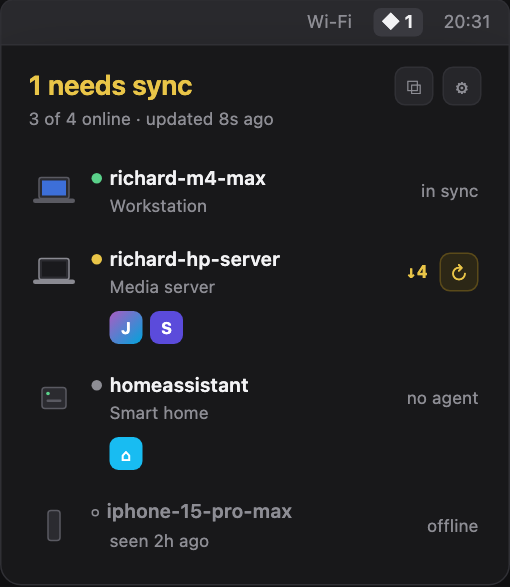 Wi-Fi ◆ 1 20:31
1 needs sync
3 of 4 online · updated 8s ago
richard-m4-max
Workstation
in sync
richard-hp-server
Media server
↓4
J S
homeassistant
Smart home
no agent
iphone-15-pro-max
seen 2h ago
offline